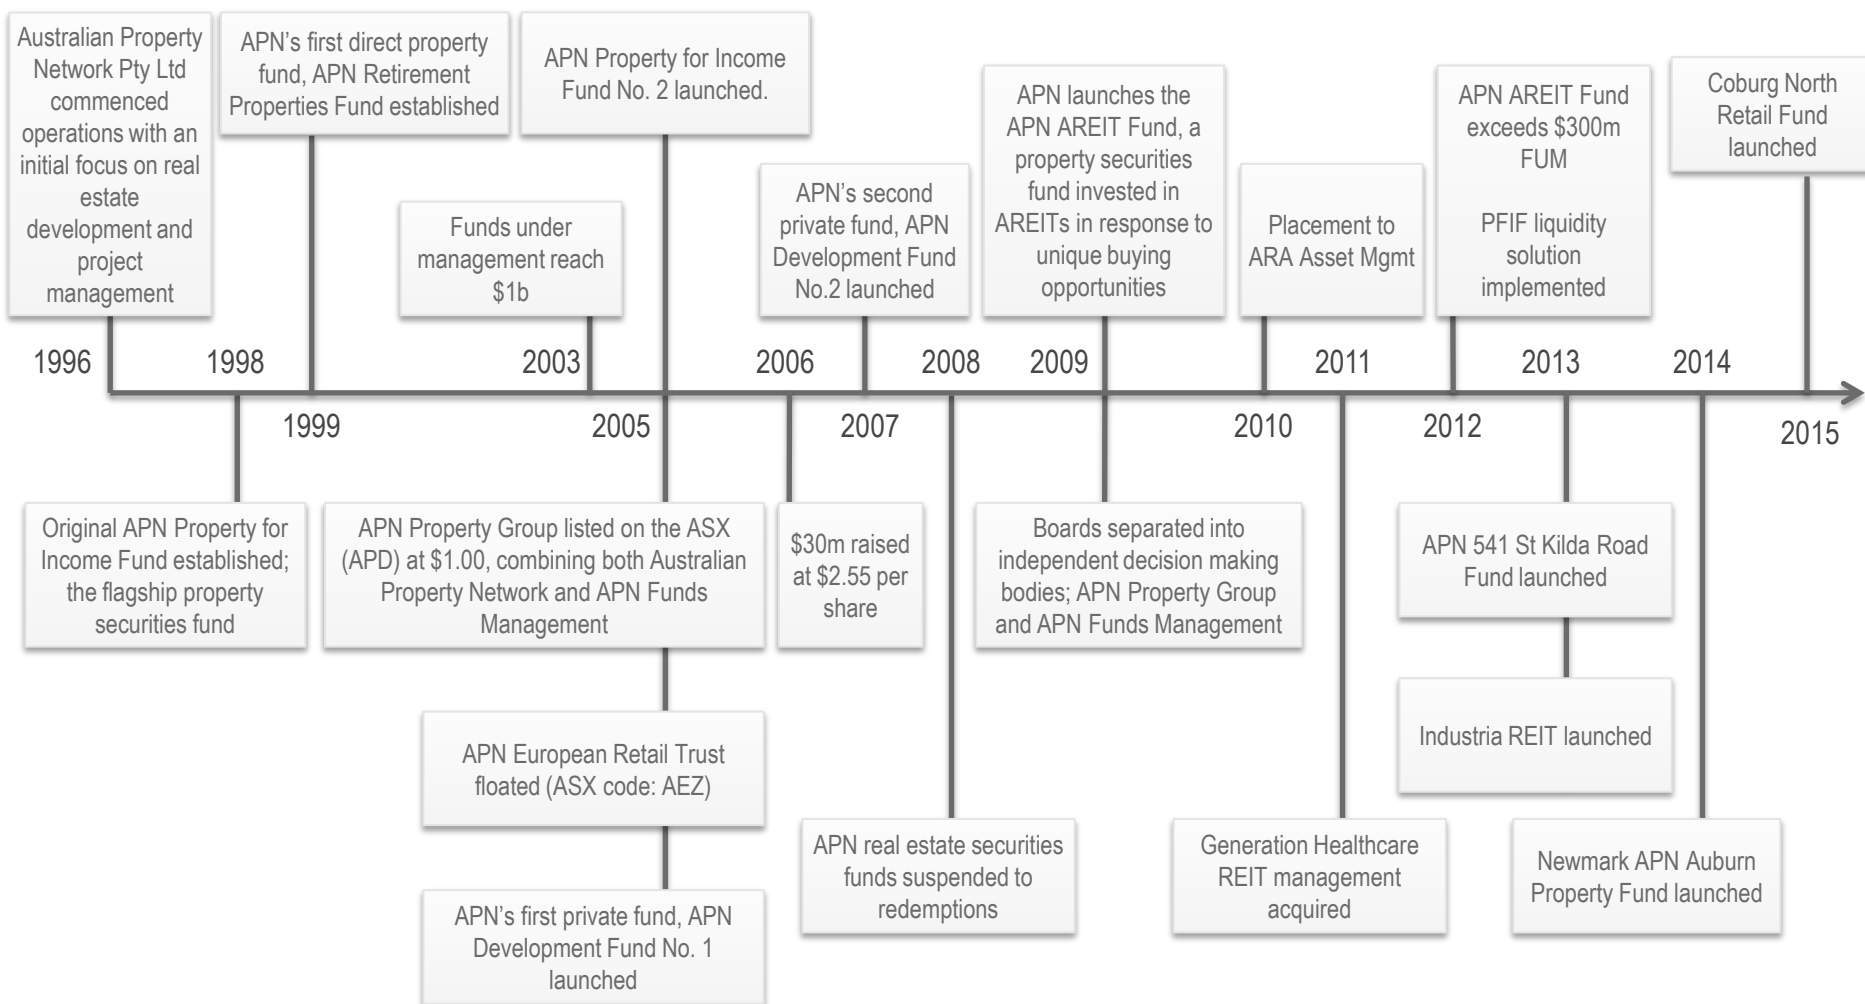 Australian Property
Network Pty Ltd
commenced
operations with an
initial focus on real
estate
development and
project
management
APN’s first direct property
fund, APN Retirement
Properties Fund established
APN Property for Income
Fund No. 2 launched.
Funds under
management reach
$1b
APN’s second
private fund, APN
Development Fund
No.2 launched
APN launches the
APN AREIT Fund, a
property securities
fund invested in
AREITs in response to
unique buying
opportunities
Placement to
ARA Asset Mgmt
APN AREIT Fund
exceeds $300m
FUM
PFIF liquidity
solution
implemented
Coburg North
Retail Fund
launched
1996 1998 2003 2006 2008 2009 2011 2013 2014
1999 2005 2007 2010 2012 2015
Original APN Property for
Income Fund established;
the flagship property
securities fund
APN Property Group listed on the ASX
(APD) at $1.00, combining both Australian
Property Network and APN Funds
Management
$30m raised
at $2.55 per
share
Boards separated into
independent decision making
bodies; APN Property Group
and APN Funds Management
APN 541 St Kilda Road
Fund launched
Industria REIT launched
APN European Retail Trust
floated (ASX code: AEZ)
APN real estate securities
funds suspended to
redemptions
Generation Healthcare
REIT management
acquired
Newmark APN Auburn
Property Fund launched
APN’s first private fund, APN
Development Fund No. 1
launched